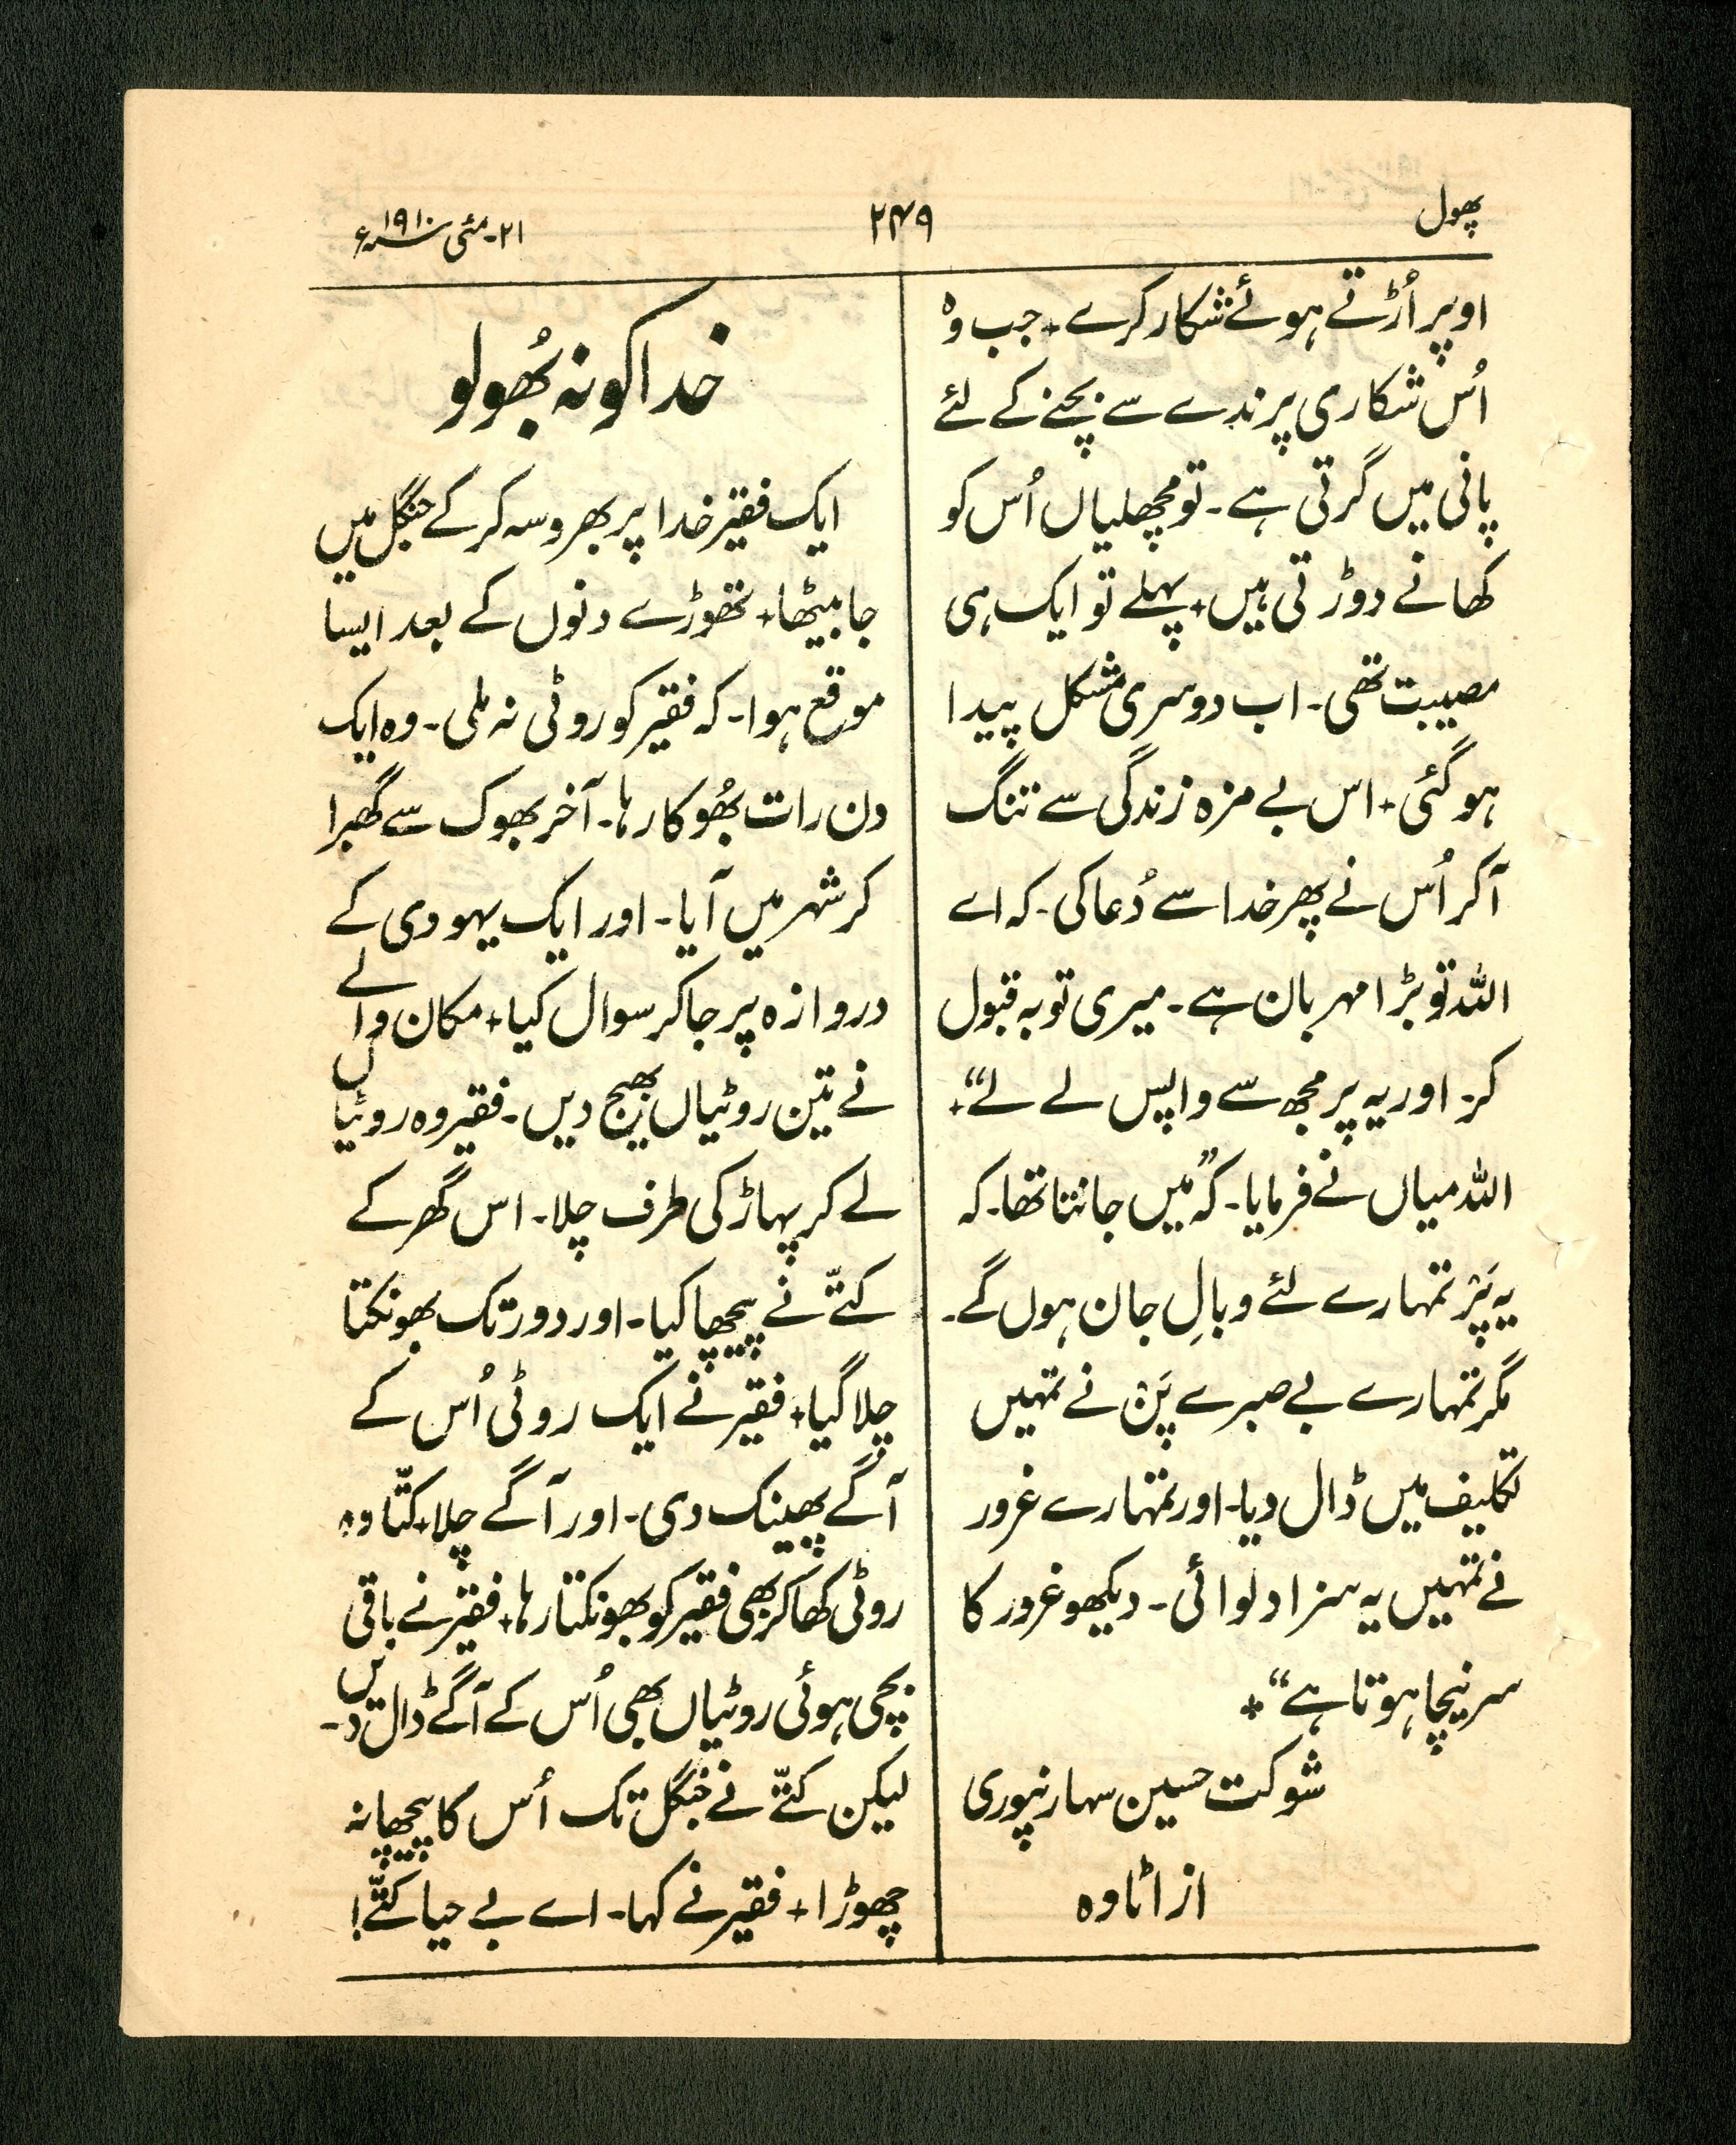 پھول
۲۴۹
۲۱-مئی سنہ ۱۹۱۰ء
اوپر اُڑتے ہوئے شکار کرے+ جب وہ
اُس شکاری پرندے سے بچنے کے لئے
پانی میں گرتی ہے۔ تو مچھلیاں اُس کو
کھانے دوڑتی ہیں+ پہلے تو ایک ہی
مصیبت تھی۔ اب دوسری مشکل پیدا
ہو گئی+ اس بے مزہ زندگی سے تنگ
آکر اُس نے پھر خدا سے دُعا کی۔ کہ اے
اللہ تو بڑا مہربان ہے۔ میری توبہ قبول
کر۔ اور یہ پر مجھ سے واپس لے لے“+
اللہ میاں نے فرمایا۔ کہ ”میں جانتا تھا۔ کہ
یہ پَر تمہارے لئے وبالِ جان ہوں گے۔
مگر تمہارے بے صبرے پَن نے تمہیں
تکلیف میں ڈال دیا۔ اور تمہارے غرور
نے تمہیں یہ سزا دلوائی۔ دیکھو غرور کا
سر نیچا ہوتا ہے“+
شوکت حسین سہارنپوری
از اٹاوہ
خدا کو نہ بھُولو
ایک فقیر خدا پر بھروسہ کرکے جنگل میں
جا بیٹھا+ تھوڑے دنوں کے بعد ایسا
موقع ہوا۔ کہ فقیر کو روٹی نہ ملی۔ وہ ایک
دن رات بھُوکا رہا۔ آخر بھوک سے گھبرا
کر شہر میں آیا۔ اور ایک یہودی کے
دروازہ پر جا کر سوال کیا+ مکان والے
نے تین روٹیاں بھیج دیں۔ فقیر وہ روٹیاں
لے کر پہاڑ کی طرف چلا۔ اس گھر کے
کتّے نے پیچھا کیا۔ اور دور تک بھونکتا
چلا گیا+ فقیر نے ایک روٹی اُس کے
آگے پھینک دی۔ اور آگے چلا+ کتّا وہ
روٹی کھا کر بھی فقیر کو بھونکتا رہا+ فقیر نے باقی
بچی ہوئی روٹیاں بھی اُس کے آگے ڈال دیں۔
لیکن کتّے نے جنگل تک اُس کا پیچھا نہ
چھوڑا+ فقیر نے کہا۔ اے بے حیا کتّے!